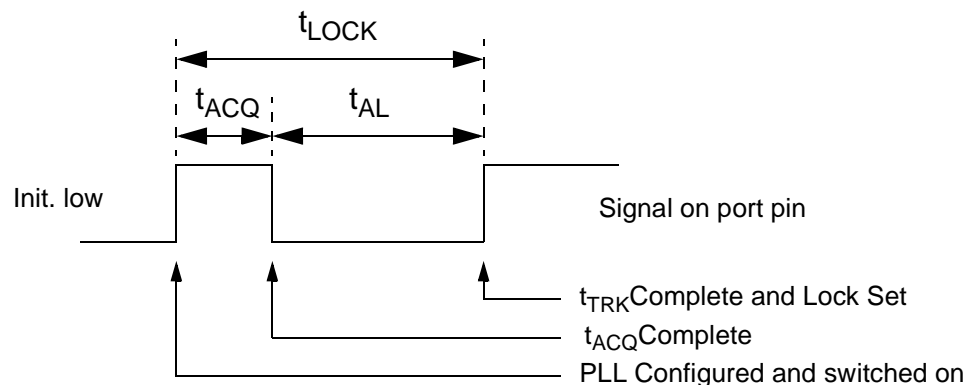 tLOCK
tACQ
tAL
Init. low
Signal on port pin
tTRKComplete and Lock Set
tACQComplete
PLL Configured and switched on